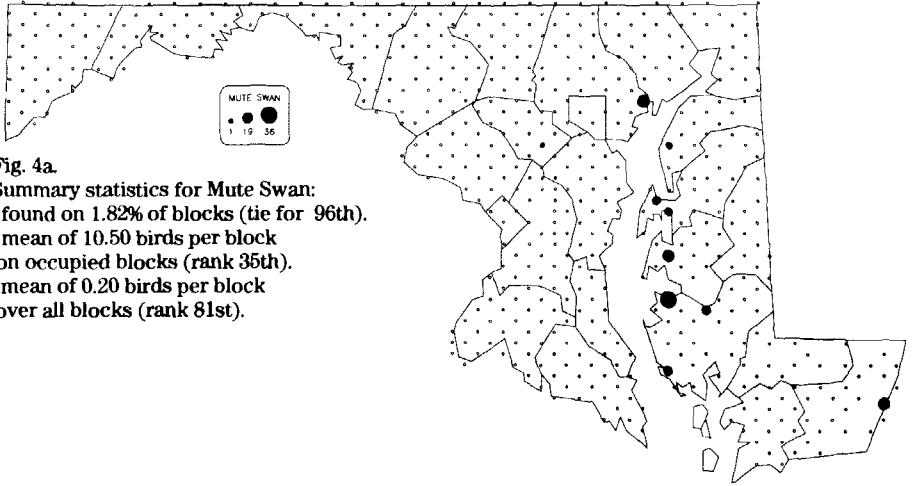 MUTE SWAN
1 19 36
Fig. 4a.
Summary statistics for Mute Swan:
found on 1.82% of blocks (tie for 96th).
mean of 10.50 birds per block
on occupied blocks (rank 35th).
mean of 0.20 birds per block
over all blocks (rank 81st).